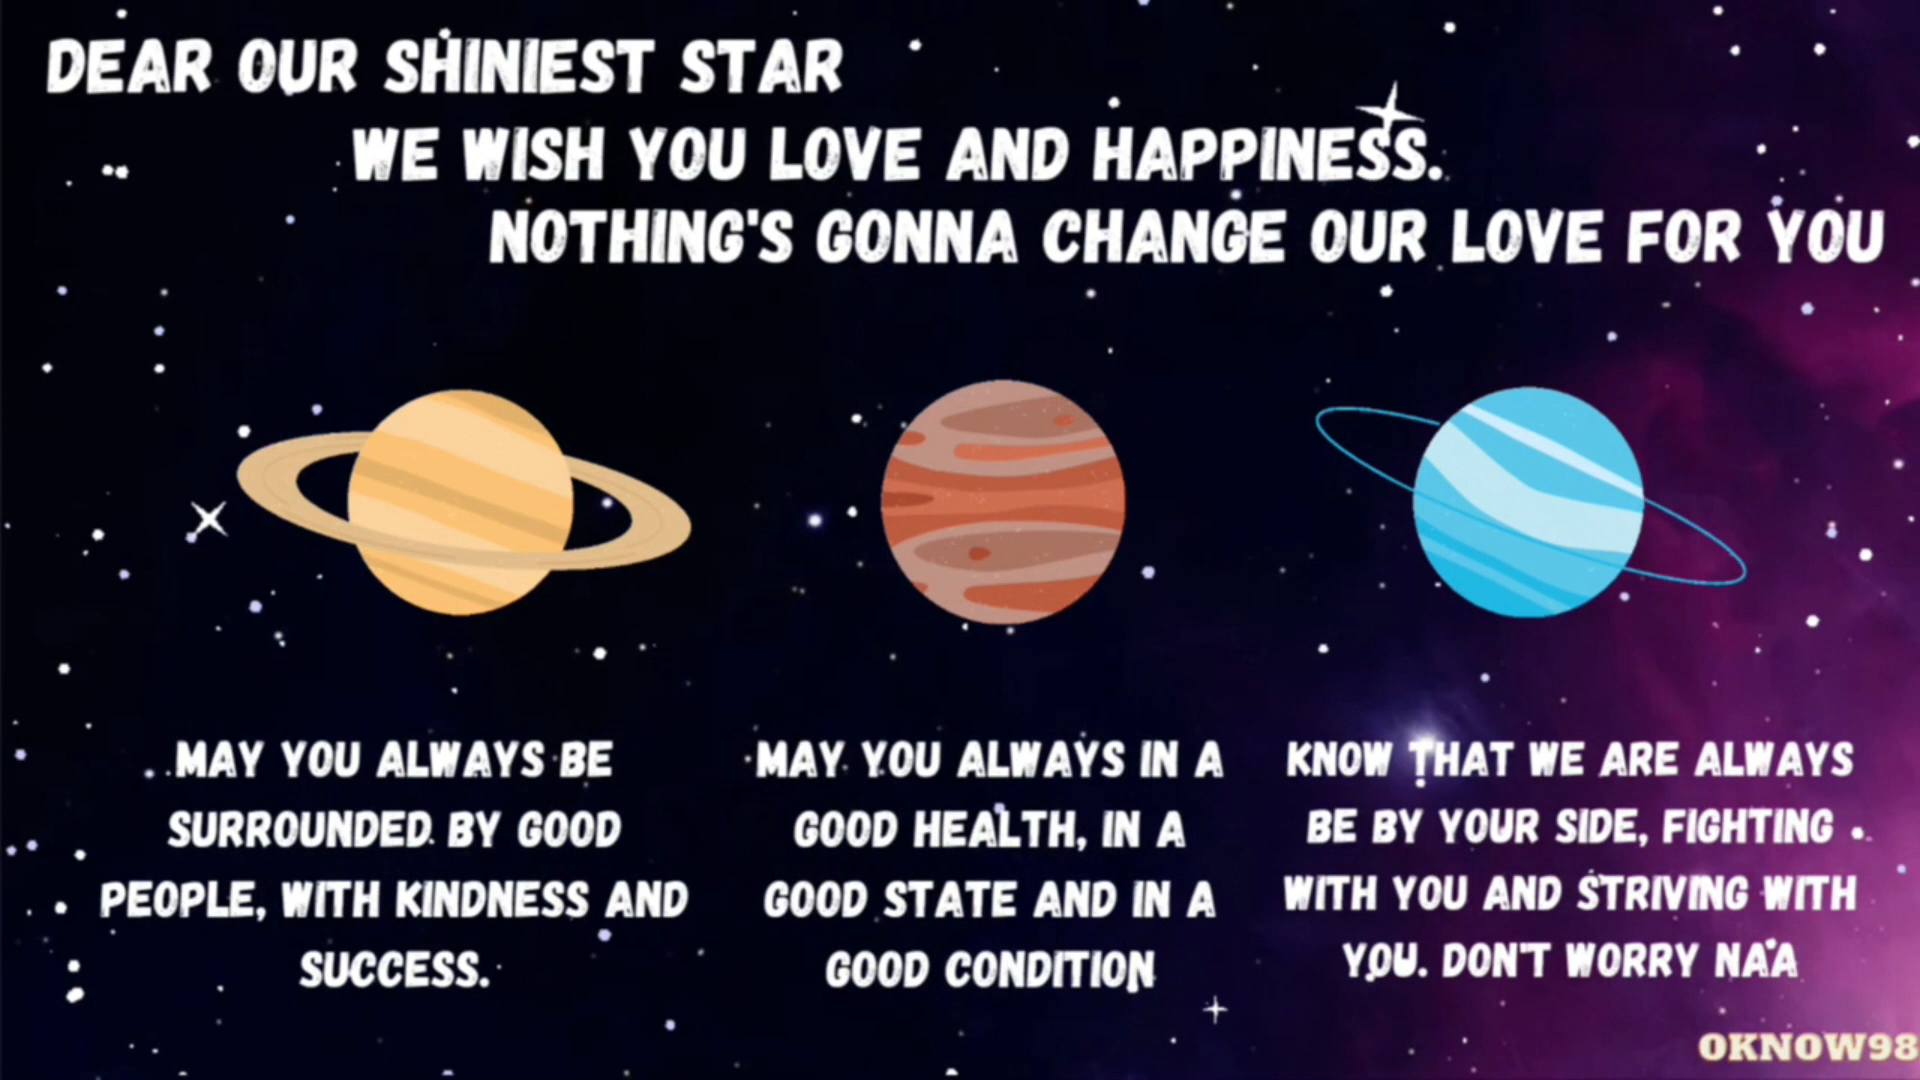 DEAR OUR SHINIEST STAR
WE WISH YOU LOVE AND HAPPINESS.
NOTHING'S GONNA CHANGE OUR LOVE FOR YOU
MAY YOU ALWAYS BE
SURROUNDED BY GOOD
PEOPLE, WITH KINDNESS AND
SUCCESS.
MAY YOU ALWAYS IN A
GOOD HEALTH, IN A
GOOD STATE AND IN A
GOOD CONDITION
KNOW THAT WE ARE ALWAYS
BE BY YOUR SIDE, FIGHTING
WITH YOU AND STRIVING WITH
YOU. DON'T WORRY NAA
OKNOW98